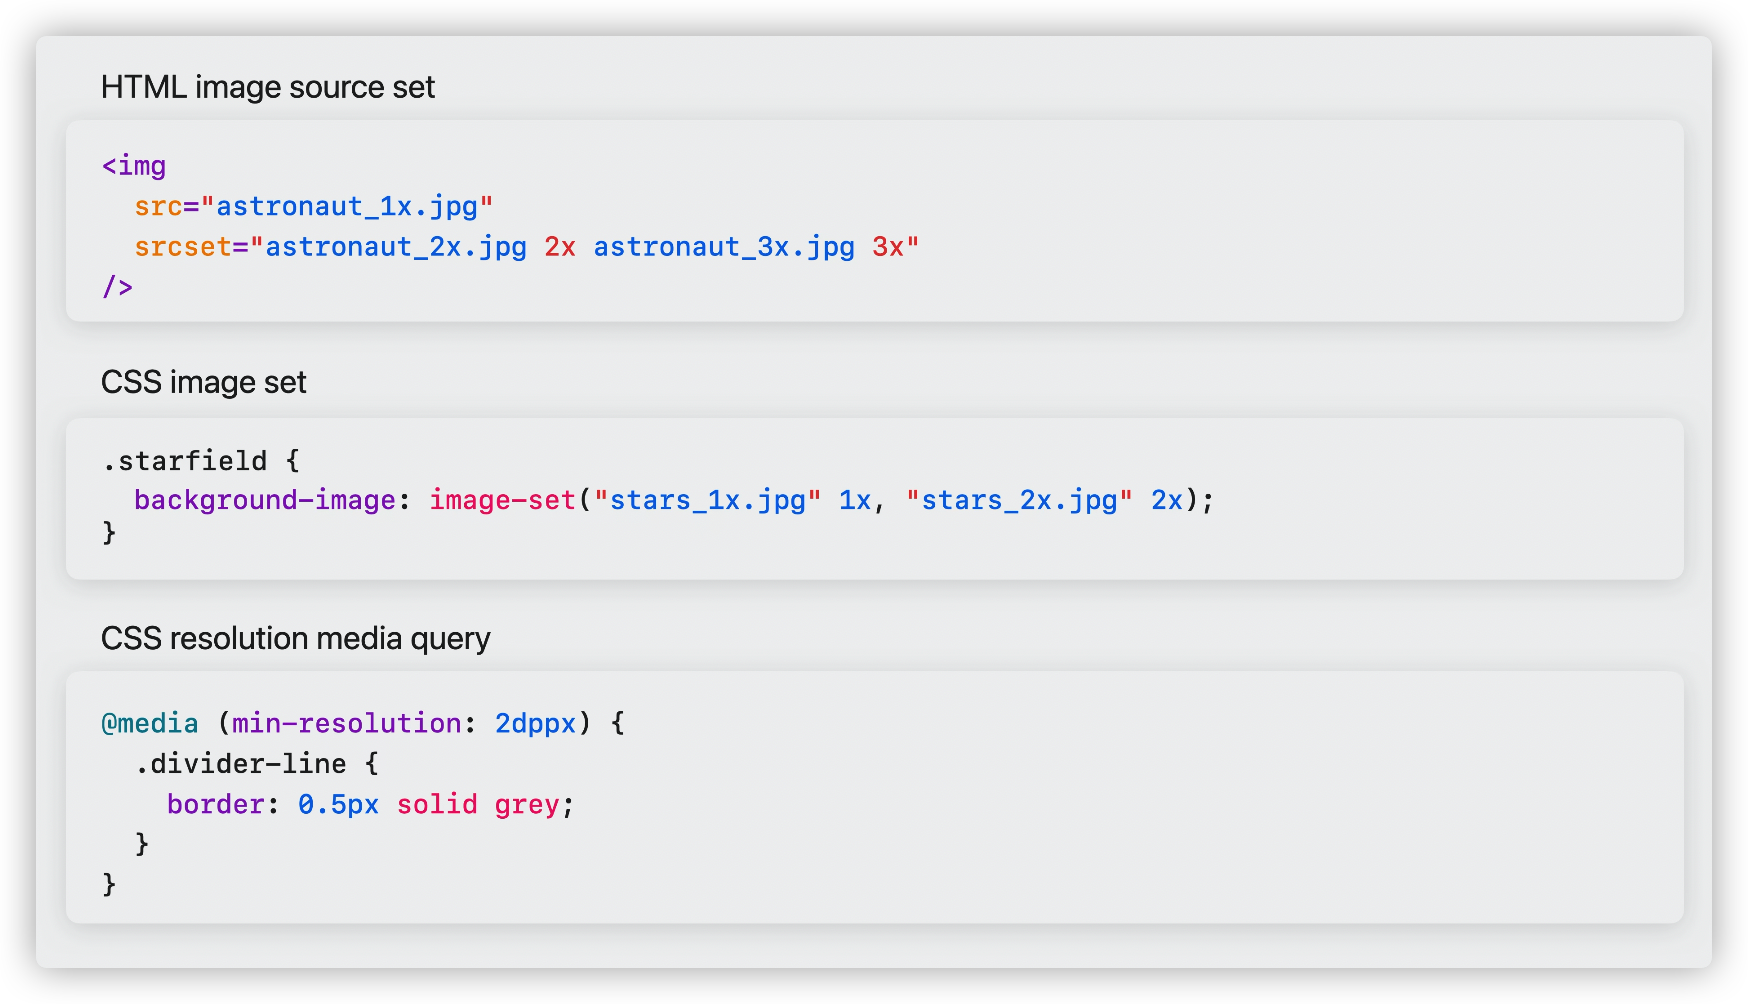 HTML image source set
<img
  src="astronaut_1x.jpg"
  srcset="astronaut_2x.jpg 2x astronaut_3x.jpg 3x"
/>
CSS image set
.starfield {
  background-image: image-set("stars_1x.jpg" 1x, "stars_2x.jpg" 2x);
}
CSS resolution media query
@media (min-resolution: 2dppx) {
  .divider-line {
    border: 0.5px solid grey;
  }
}